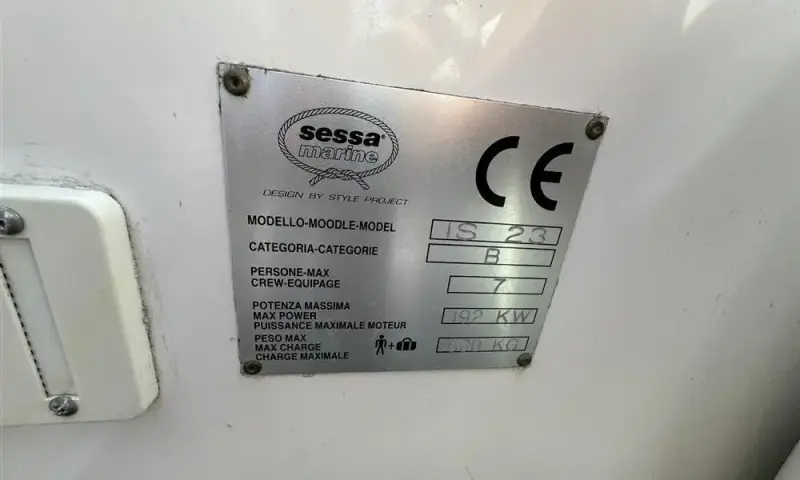 sessa®
marine
DESIGN BY STYLE PROJECT
CE
MODELLO-MOODLE-MODEL IS 23
CATEGORIA-CATEGORIE B
PERSONE-MAX
CREW-EQUIPAGE 7
POTENZA MASSIMA
MAX POWER 192 KW
PUISSANCE MAXIMALE MOTEUR
PESO MAX
MAX CHARGE + KG
CHARGE MAXIMALE